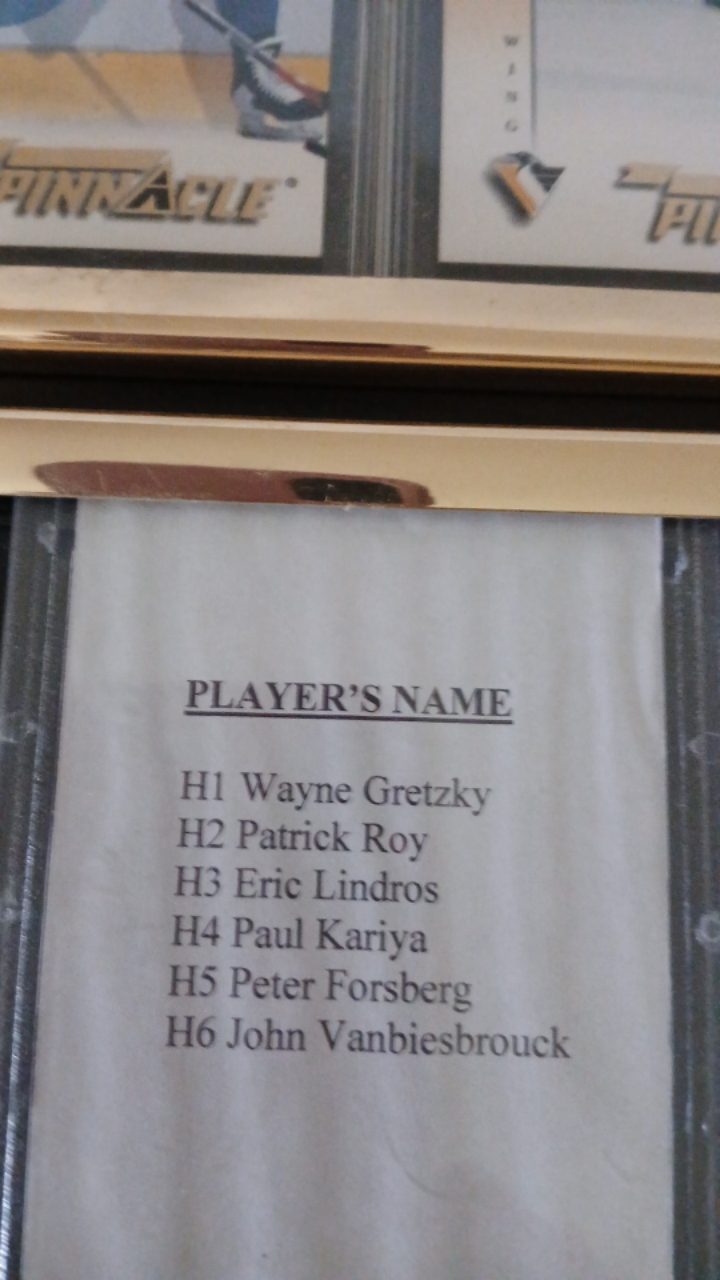 PINNACLE
WING
PLAYER'S NAME
H1 Wayne Gretzky
H2 Patrick Roy
H3 Eric Lindros
H4 Paul Kariya
H5 Peter Forsberg
H6 John Vanbiesbrouck